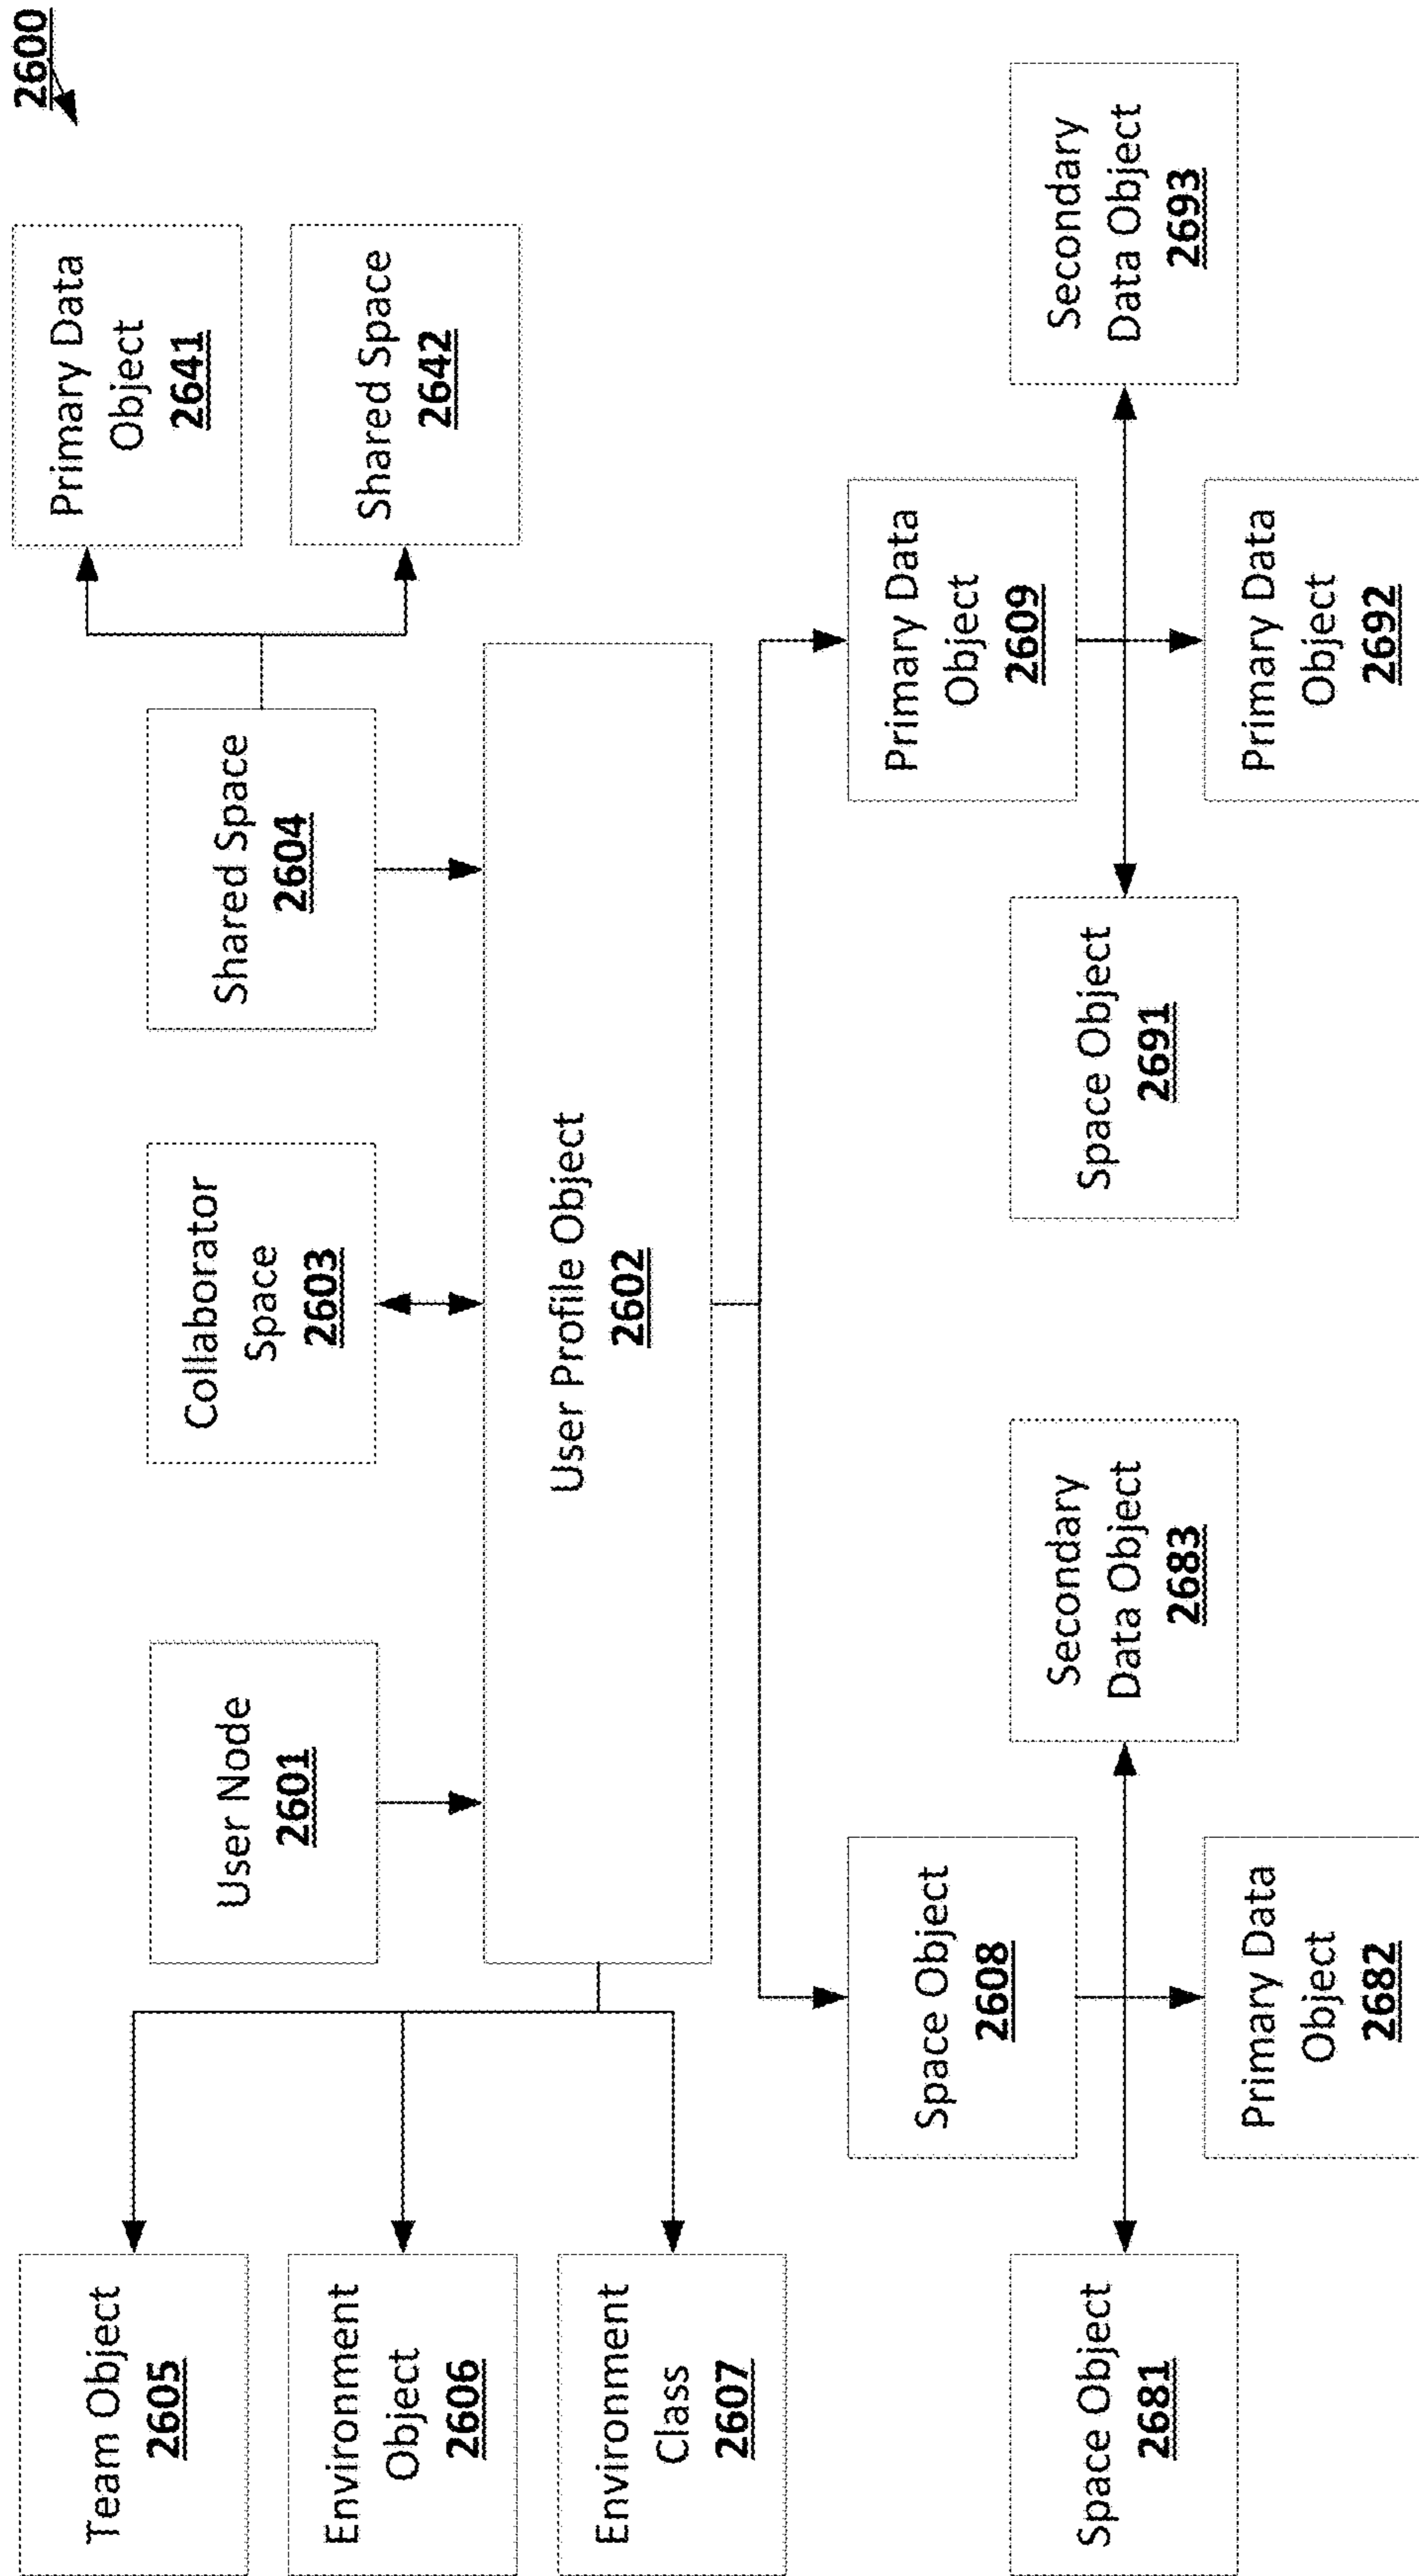 2600
Team Object
2605
Environment
Object
2606
Environment
Class
2607
User Node
2601
Collaborator
Space
2603
Shared Space
2604
Primary Data
Object
2641
Shared Space
2642
User Profile Object
2602
Space Object
2608
Primary Data
Object
2609
Space Object
2681
Primary Data
Object
2682
Secondary
Data Object
2683
Space Object
2691
Primary Data
Object
2692
Secondary
Data Object
2693